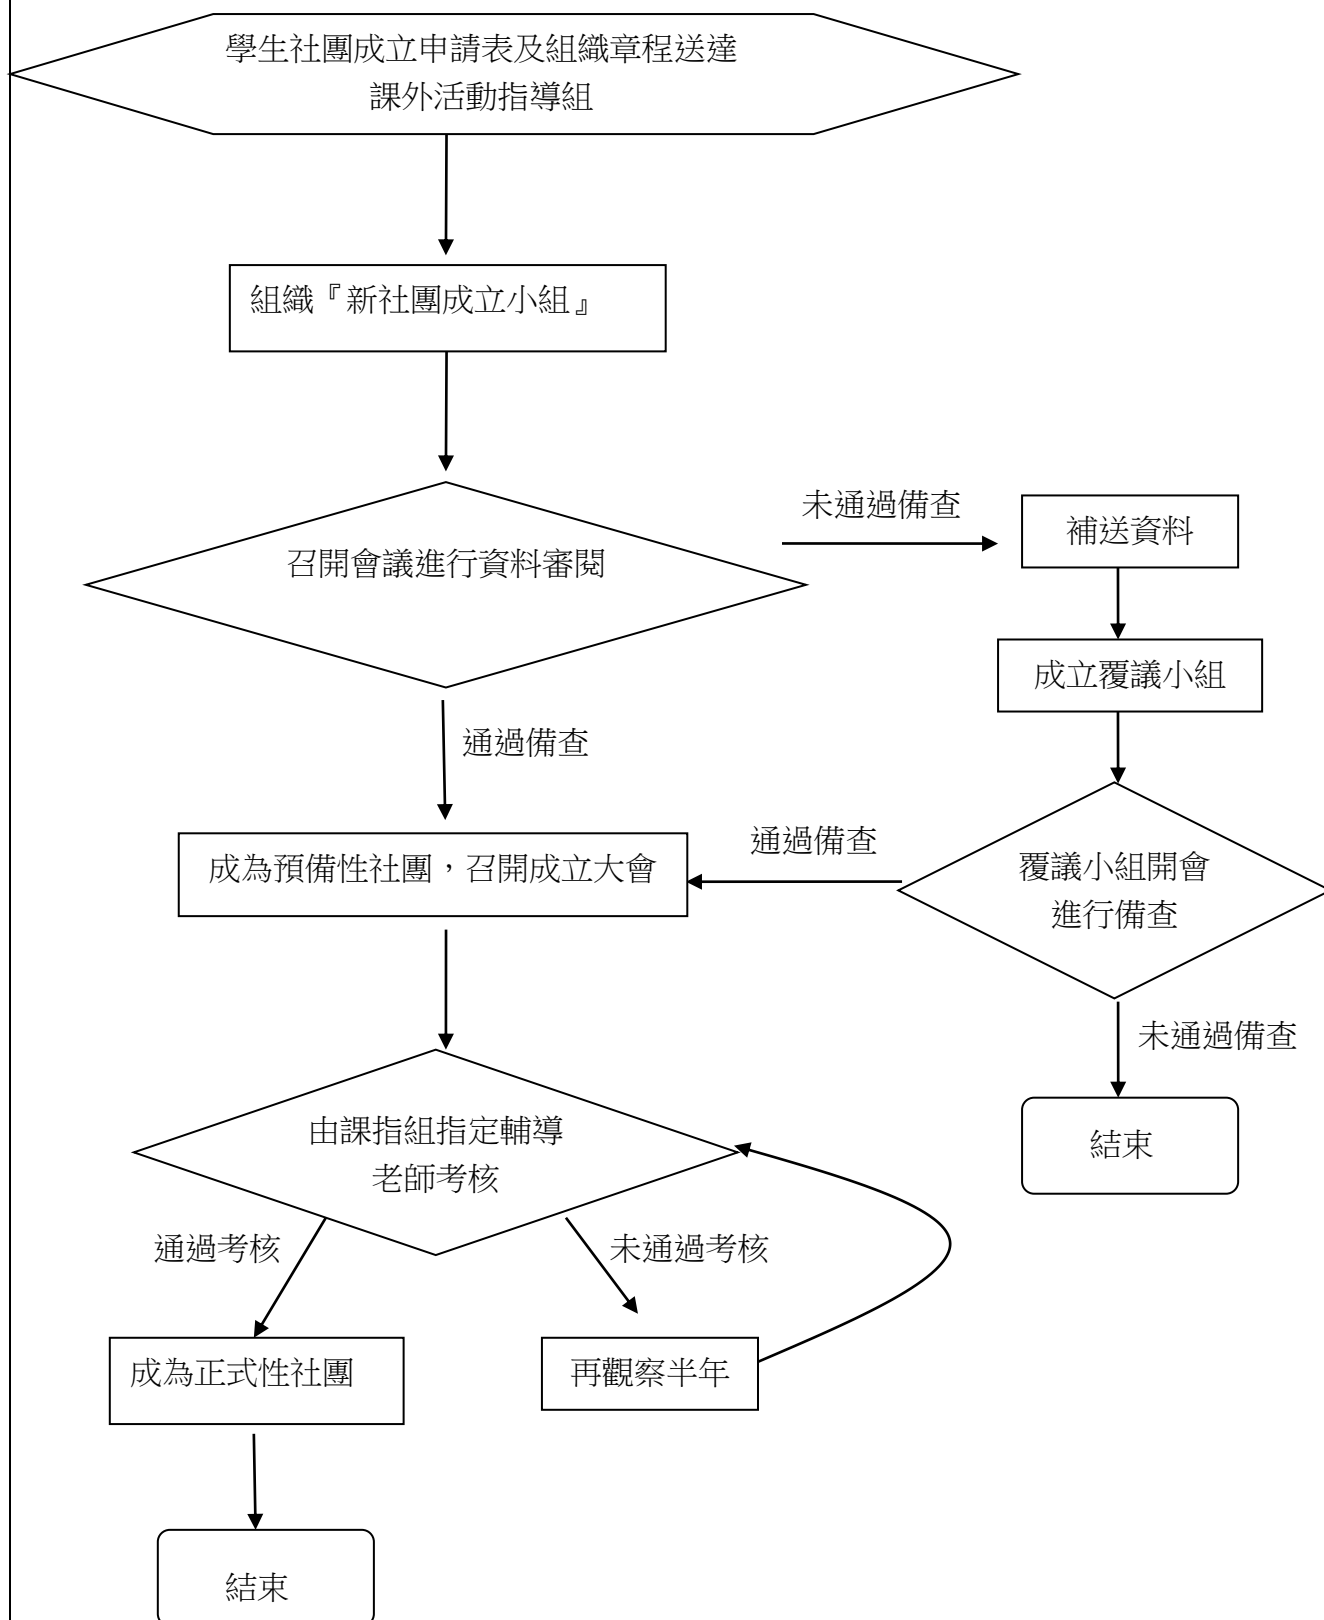 學生社團成立申請表及組織章程送達
課外活動指導組
組織『新社團成立小組』
召開會議進行資料審閱
未通過備查
補送資料
成立覆議小組
通過備查
成為預備性社團，召開成立大會
通過備查
覆議小組開會
進行備查
未通過備查
結束
由課指組指定輔導
老師考核
通過考核
未通過考核
成為正式性社團
再觀察半年
結束